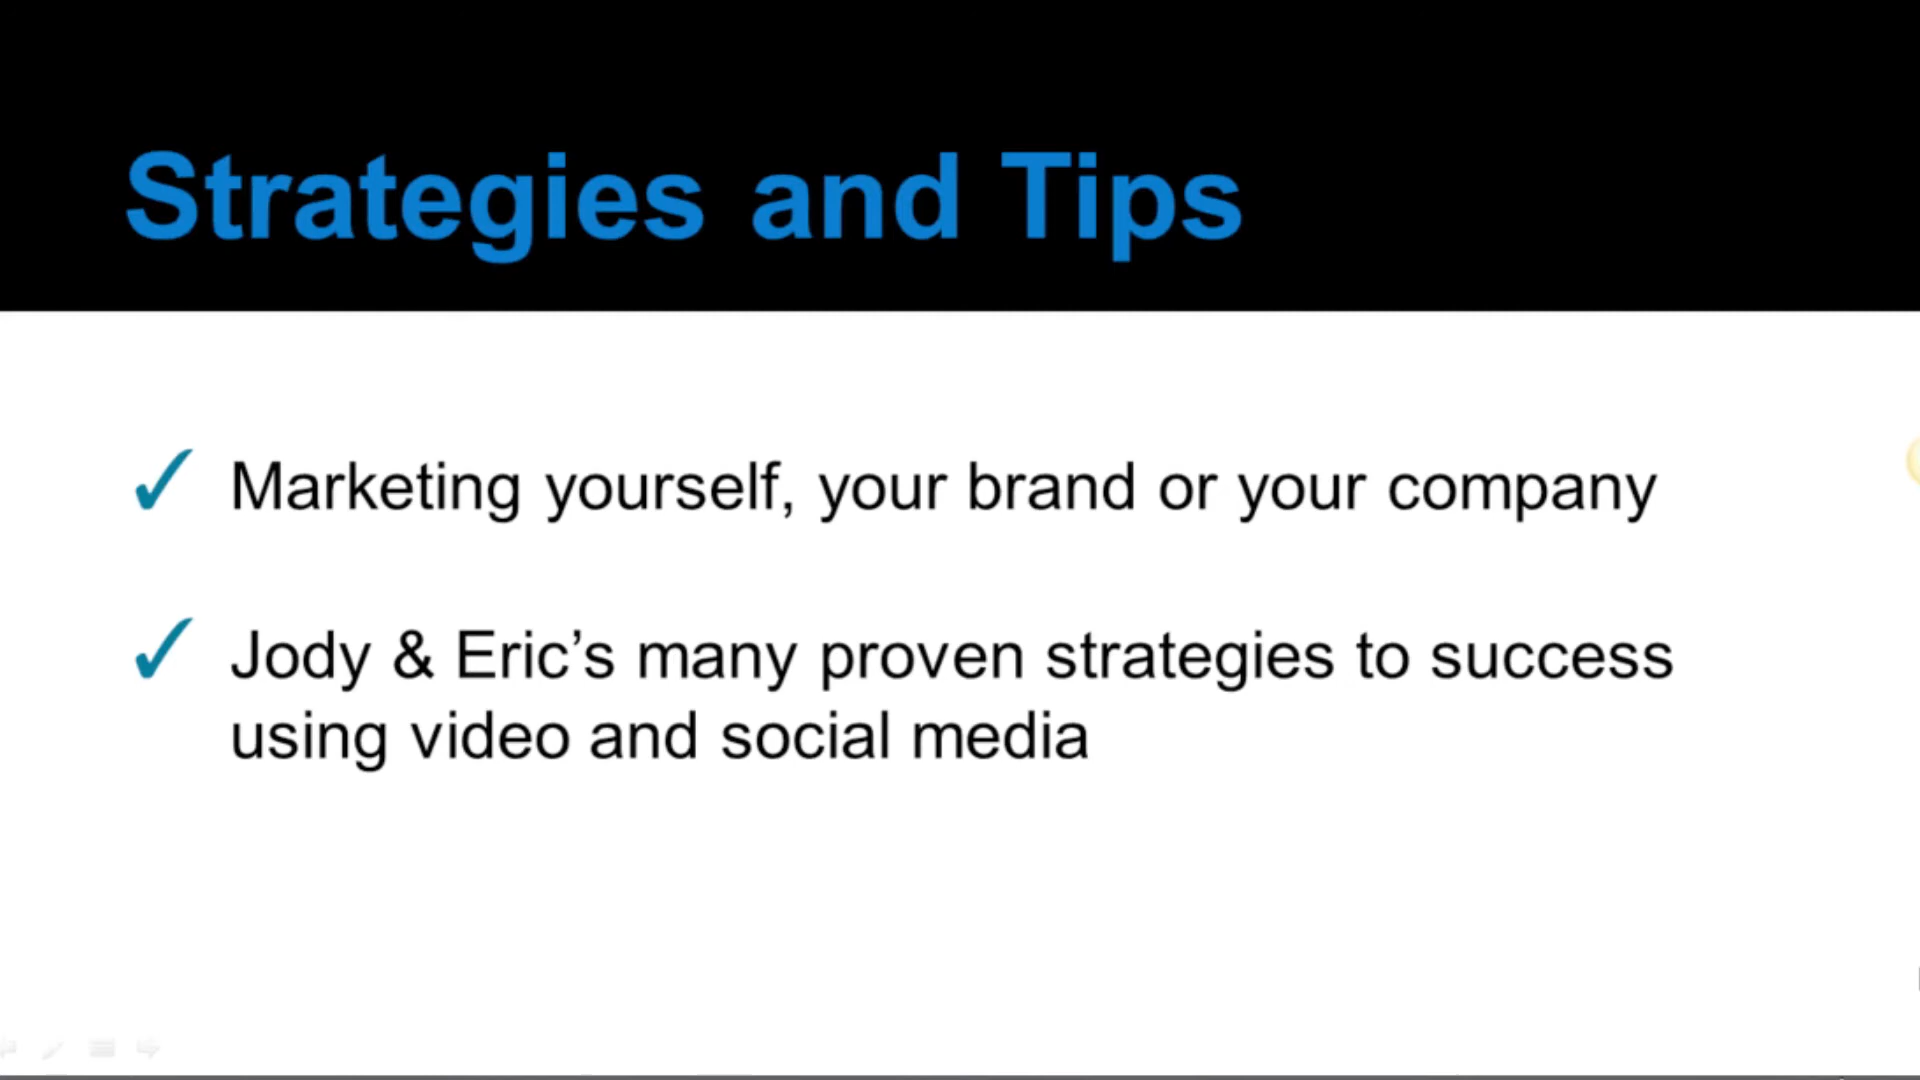 Strategies and Tips
✓ Marketing yourself, your brand or your company
✓ Jody & Eric’s many proven strategies to success
using video and social media